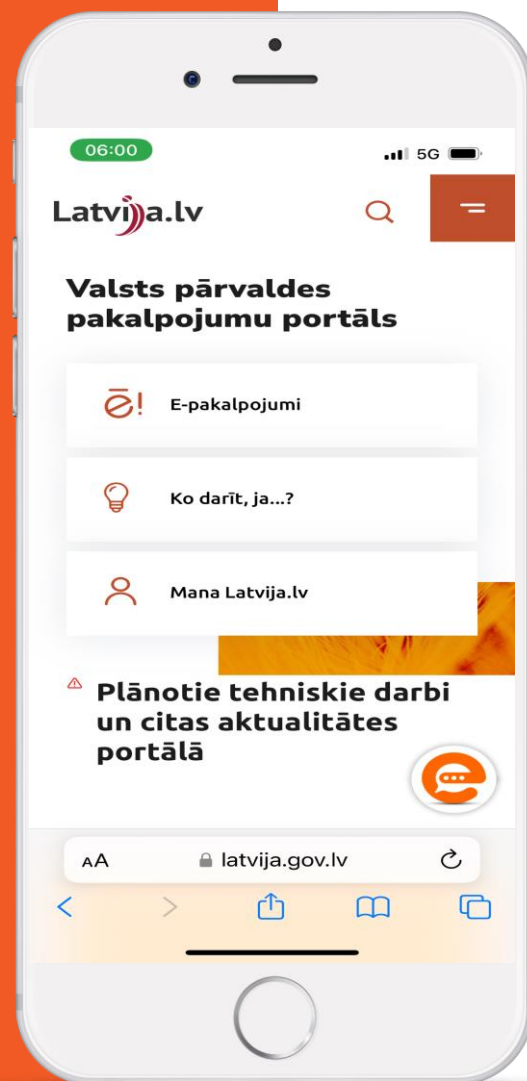 06:00
5G
Latvija.lv
Valsts pārvaldes
pakalpojumu portāls
ē! E-pakalpojumi
Ko darīt, ja...?
Mana Latvija.lv
Plānotie tehniskie darbi
un citas aktualitātes
portālā
AA latvija.gov.lv